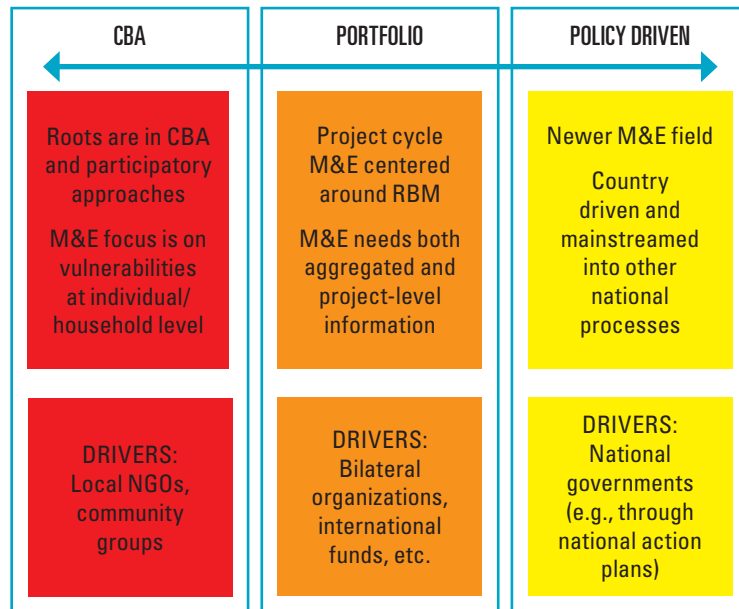 CBA
Roots are in CBA
and participatory
approaches
M&E focus is on
vulnerabilities
at individual/
household level
DRIVERS:
Local NGOs,
community
groups
PORTFOLIO
Project cycle
M&E centered
around RBM
M&E needs both
aggregated and
project-level
information
DRIVERS:
Bilateral
organizations,
international
funds, etc.
POLICY DRIVEN
Newer M&E field
Country
driven and
mainstreamed
into other
national
processes
DRIVERS:
National
governments
(e.g., through
national action
plans)